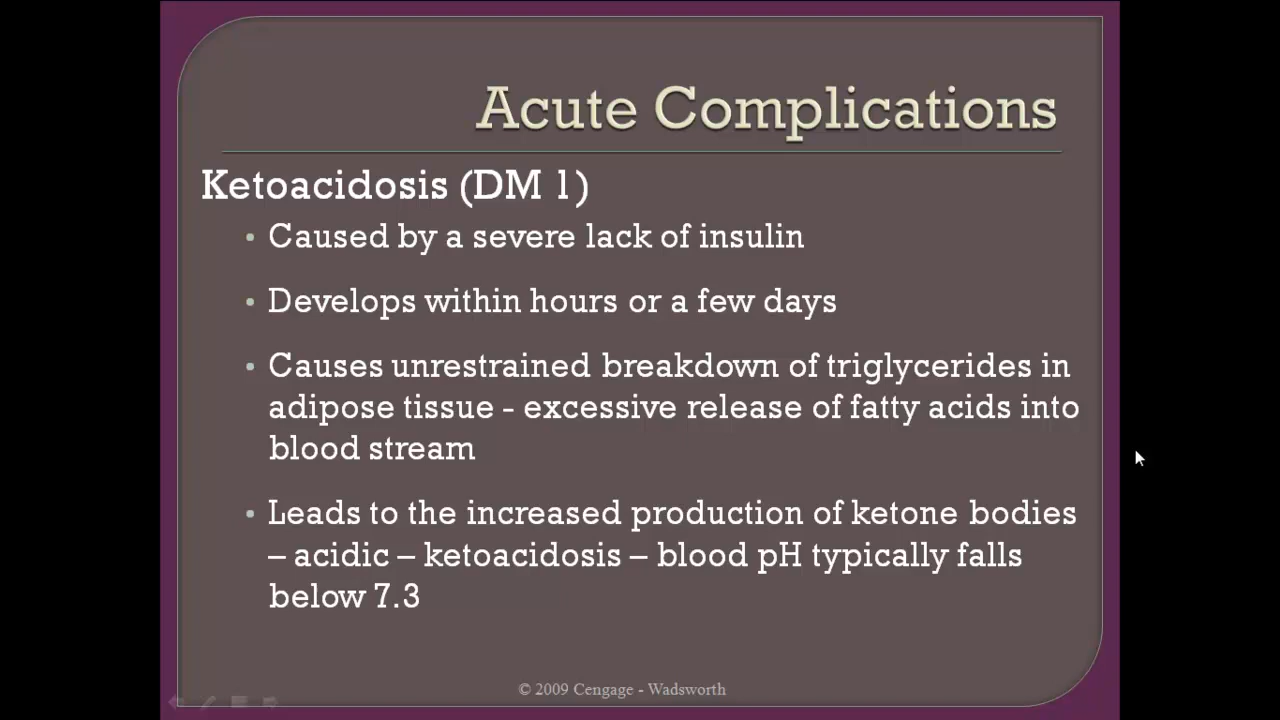 Acute Complications
Ketoacidosis (DM 1)
• Caused by a severe lack of insulin
• Develops within hours or a few days
• Causes unrestrained breakdown of triglycerides in
adipose tissue - excessive release of fatty acids into
blood stream
• Leads to the increased production of ketone bodies
– acidic – ketoacidosis – blood pH typically falls
below 7.3
© 2009 Cengage - Wadsworth